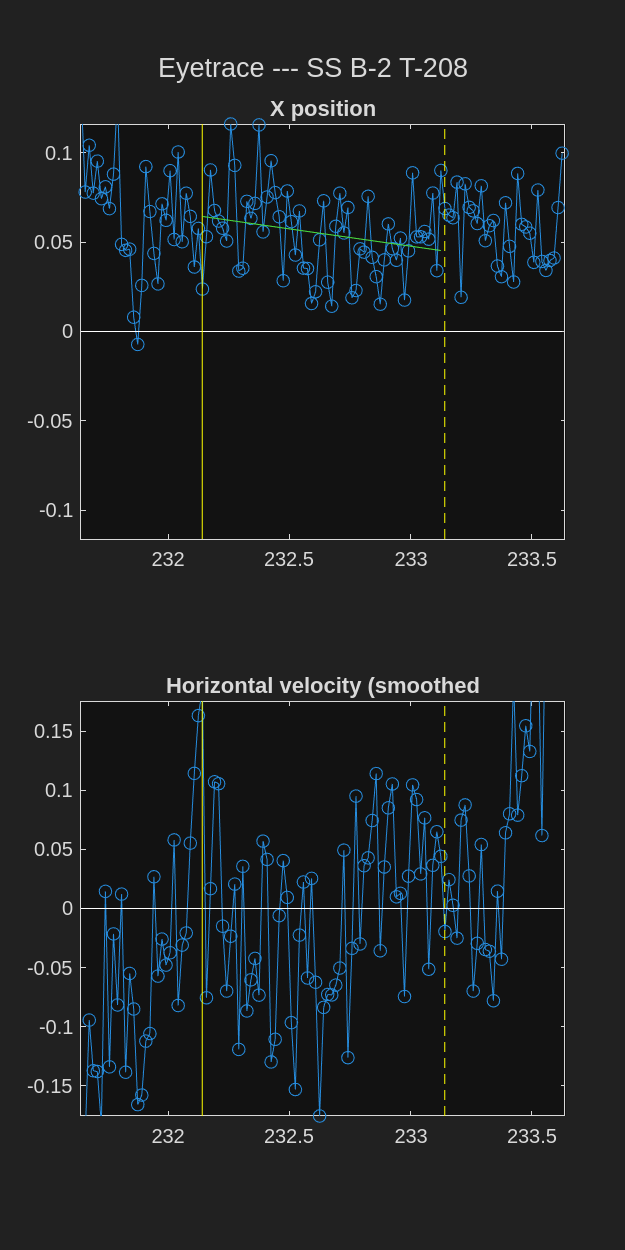 Eyetrace --- SS B-2 T-208
X position
0.1
0.05
0
-0.05
-0.1
232 232.5 233 233.5
Horizontal velocity (smoothed
0.15
0.1
0.05
0
-0.05
-0.1
-0.15
232 232.5 233 233.5